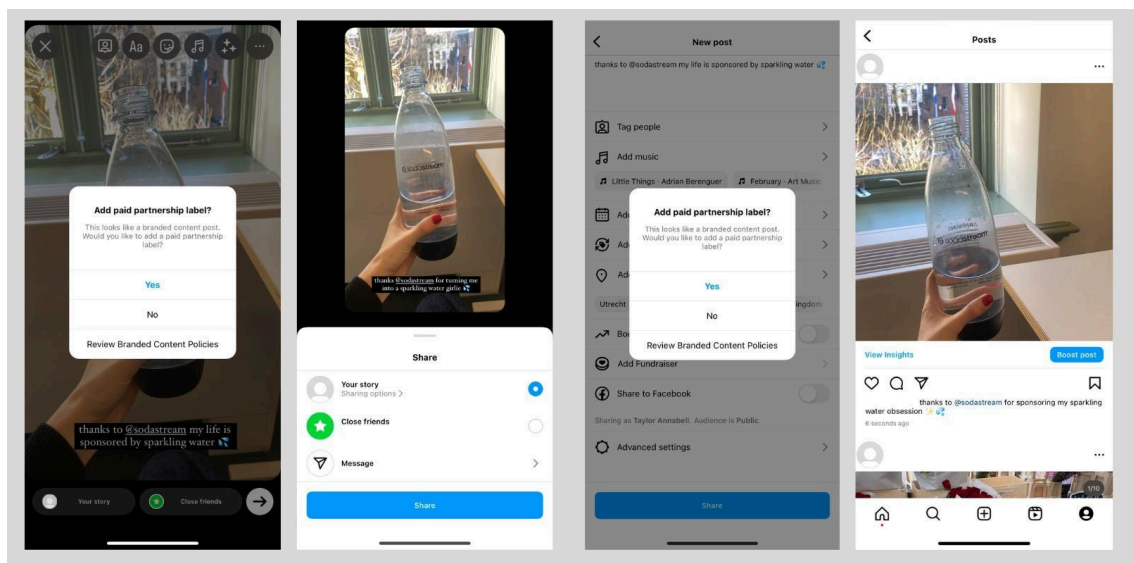 Aa
Add paid partnership label?
This looks like a branded content post.
Would you like to add a paid partnership
label?
Yes
No
Review Branded Content Policies
thanks to @sodastream my life is
sponsored by sparkling water 💦
Your story
Close friends
sodastream
thanks @sodastream for turning me
into a sparkling water girlie 💦
Share
Your story
Sharing options >
Close friends
Message
Share
New post
thanks to @sodastream my life is sponsored by sparkling water 💦
Tag people
Add music
Little Things · Adrian Berenguer
February · Art Music
Ad
Ad
Ad
Utrecht
ingdom
Boo
Add Fundraiser
Share to Facebook
Sharing as Taylor Annabell. Audience is Public.
Advanced settings
Share
Add paid partnership label?
This looks like a branded content post.
Would you like to add a paid partnership
label?
Yes
No
Review Branded Content Policies
Posts
sodastream
View Insights
Boost post
thanks to @sodastream for sponsoring my sparkling
water obsession ✨💦
6 seconds ago
1/10